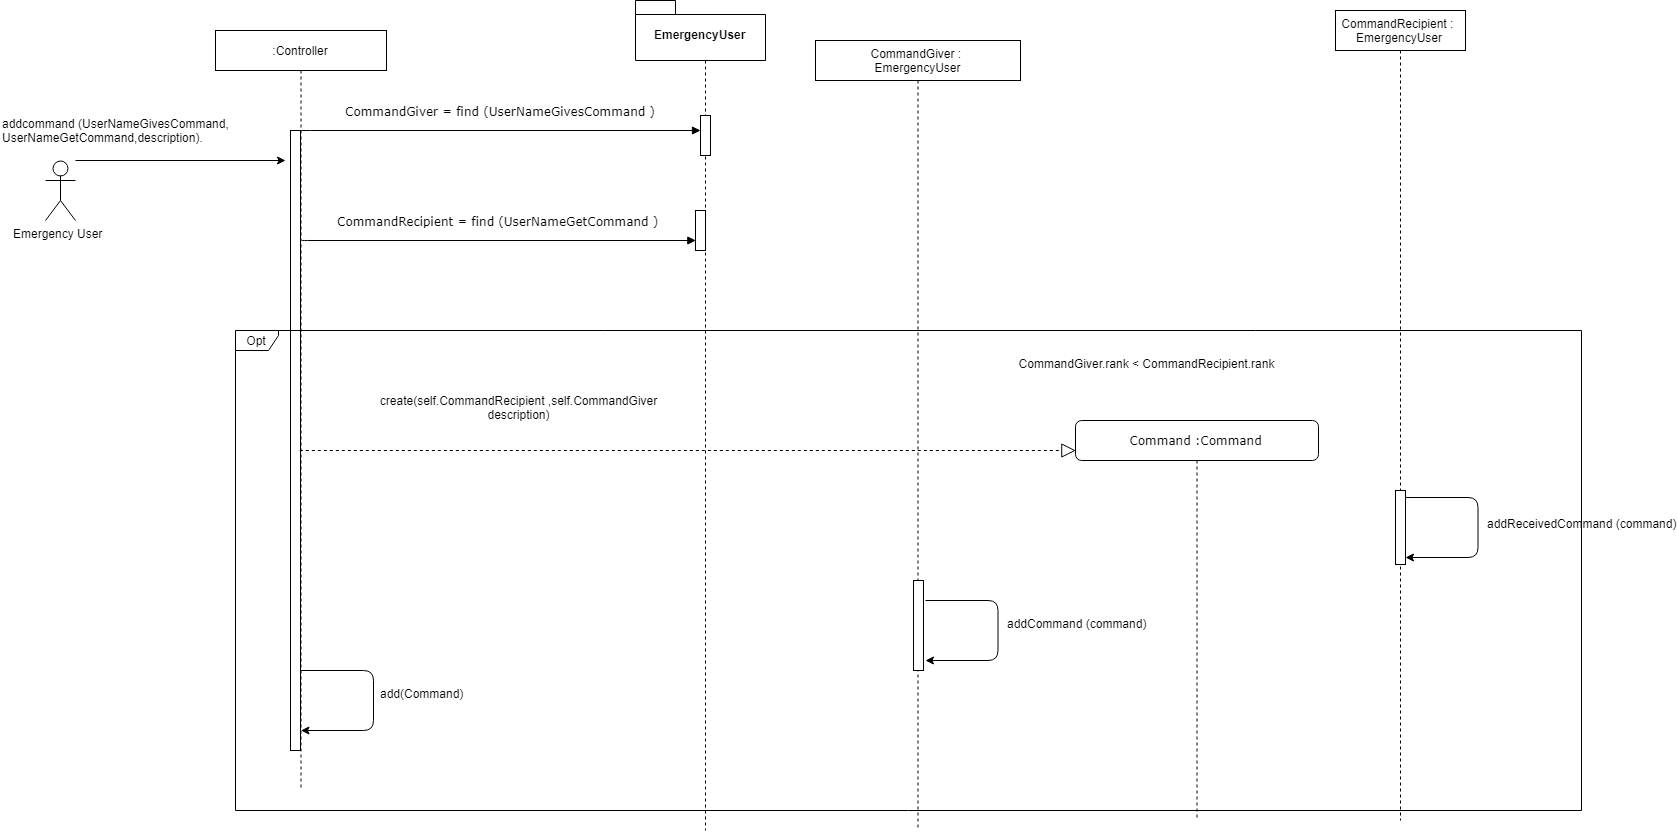 :Controller
EmergencyUser
CommandGiver :
EmergencyUser
CommandRecipient :
EmergencyUser
addcommand (UserNameGivesCommand,
UserNameGetCommand,description).
Emergency User
CommandGiver = find (UserNameGivesCommand )
CommandRecipient = find (UserNameGetCommand )
Opt
CommandGiver.rank < CommandRecipient.rank
create(self.CommandRecipient ,self.CommandGiver
description)
Command :Command
addReceivedCommand (command)
addCommand (command)
add(Command)